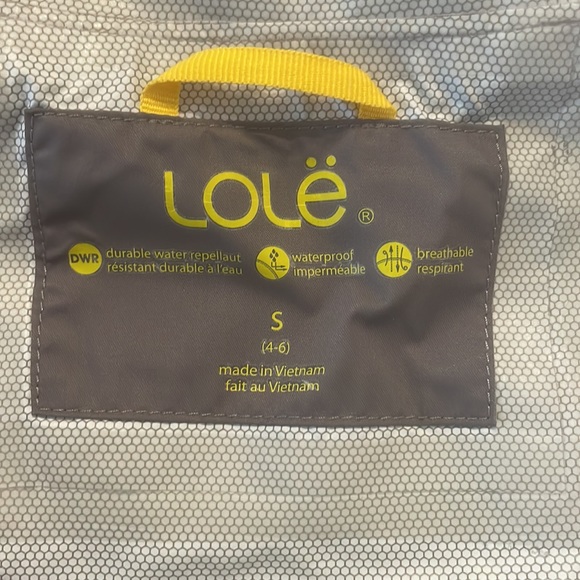 Lolë ®
DWR durable water repellaut
résistant durable à l'eau
waterproof
imperméable
breathable
respirant
S
(4-6)
made in Vietnam
fait au Vietnam